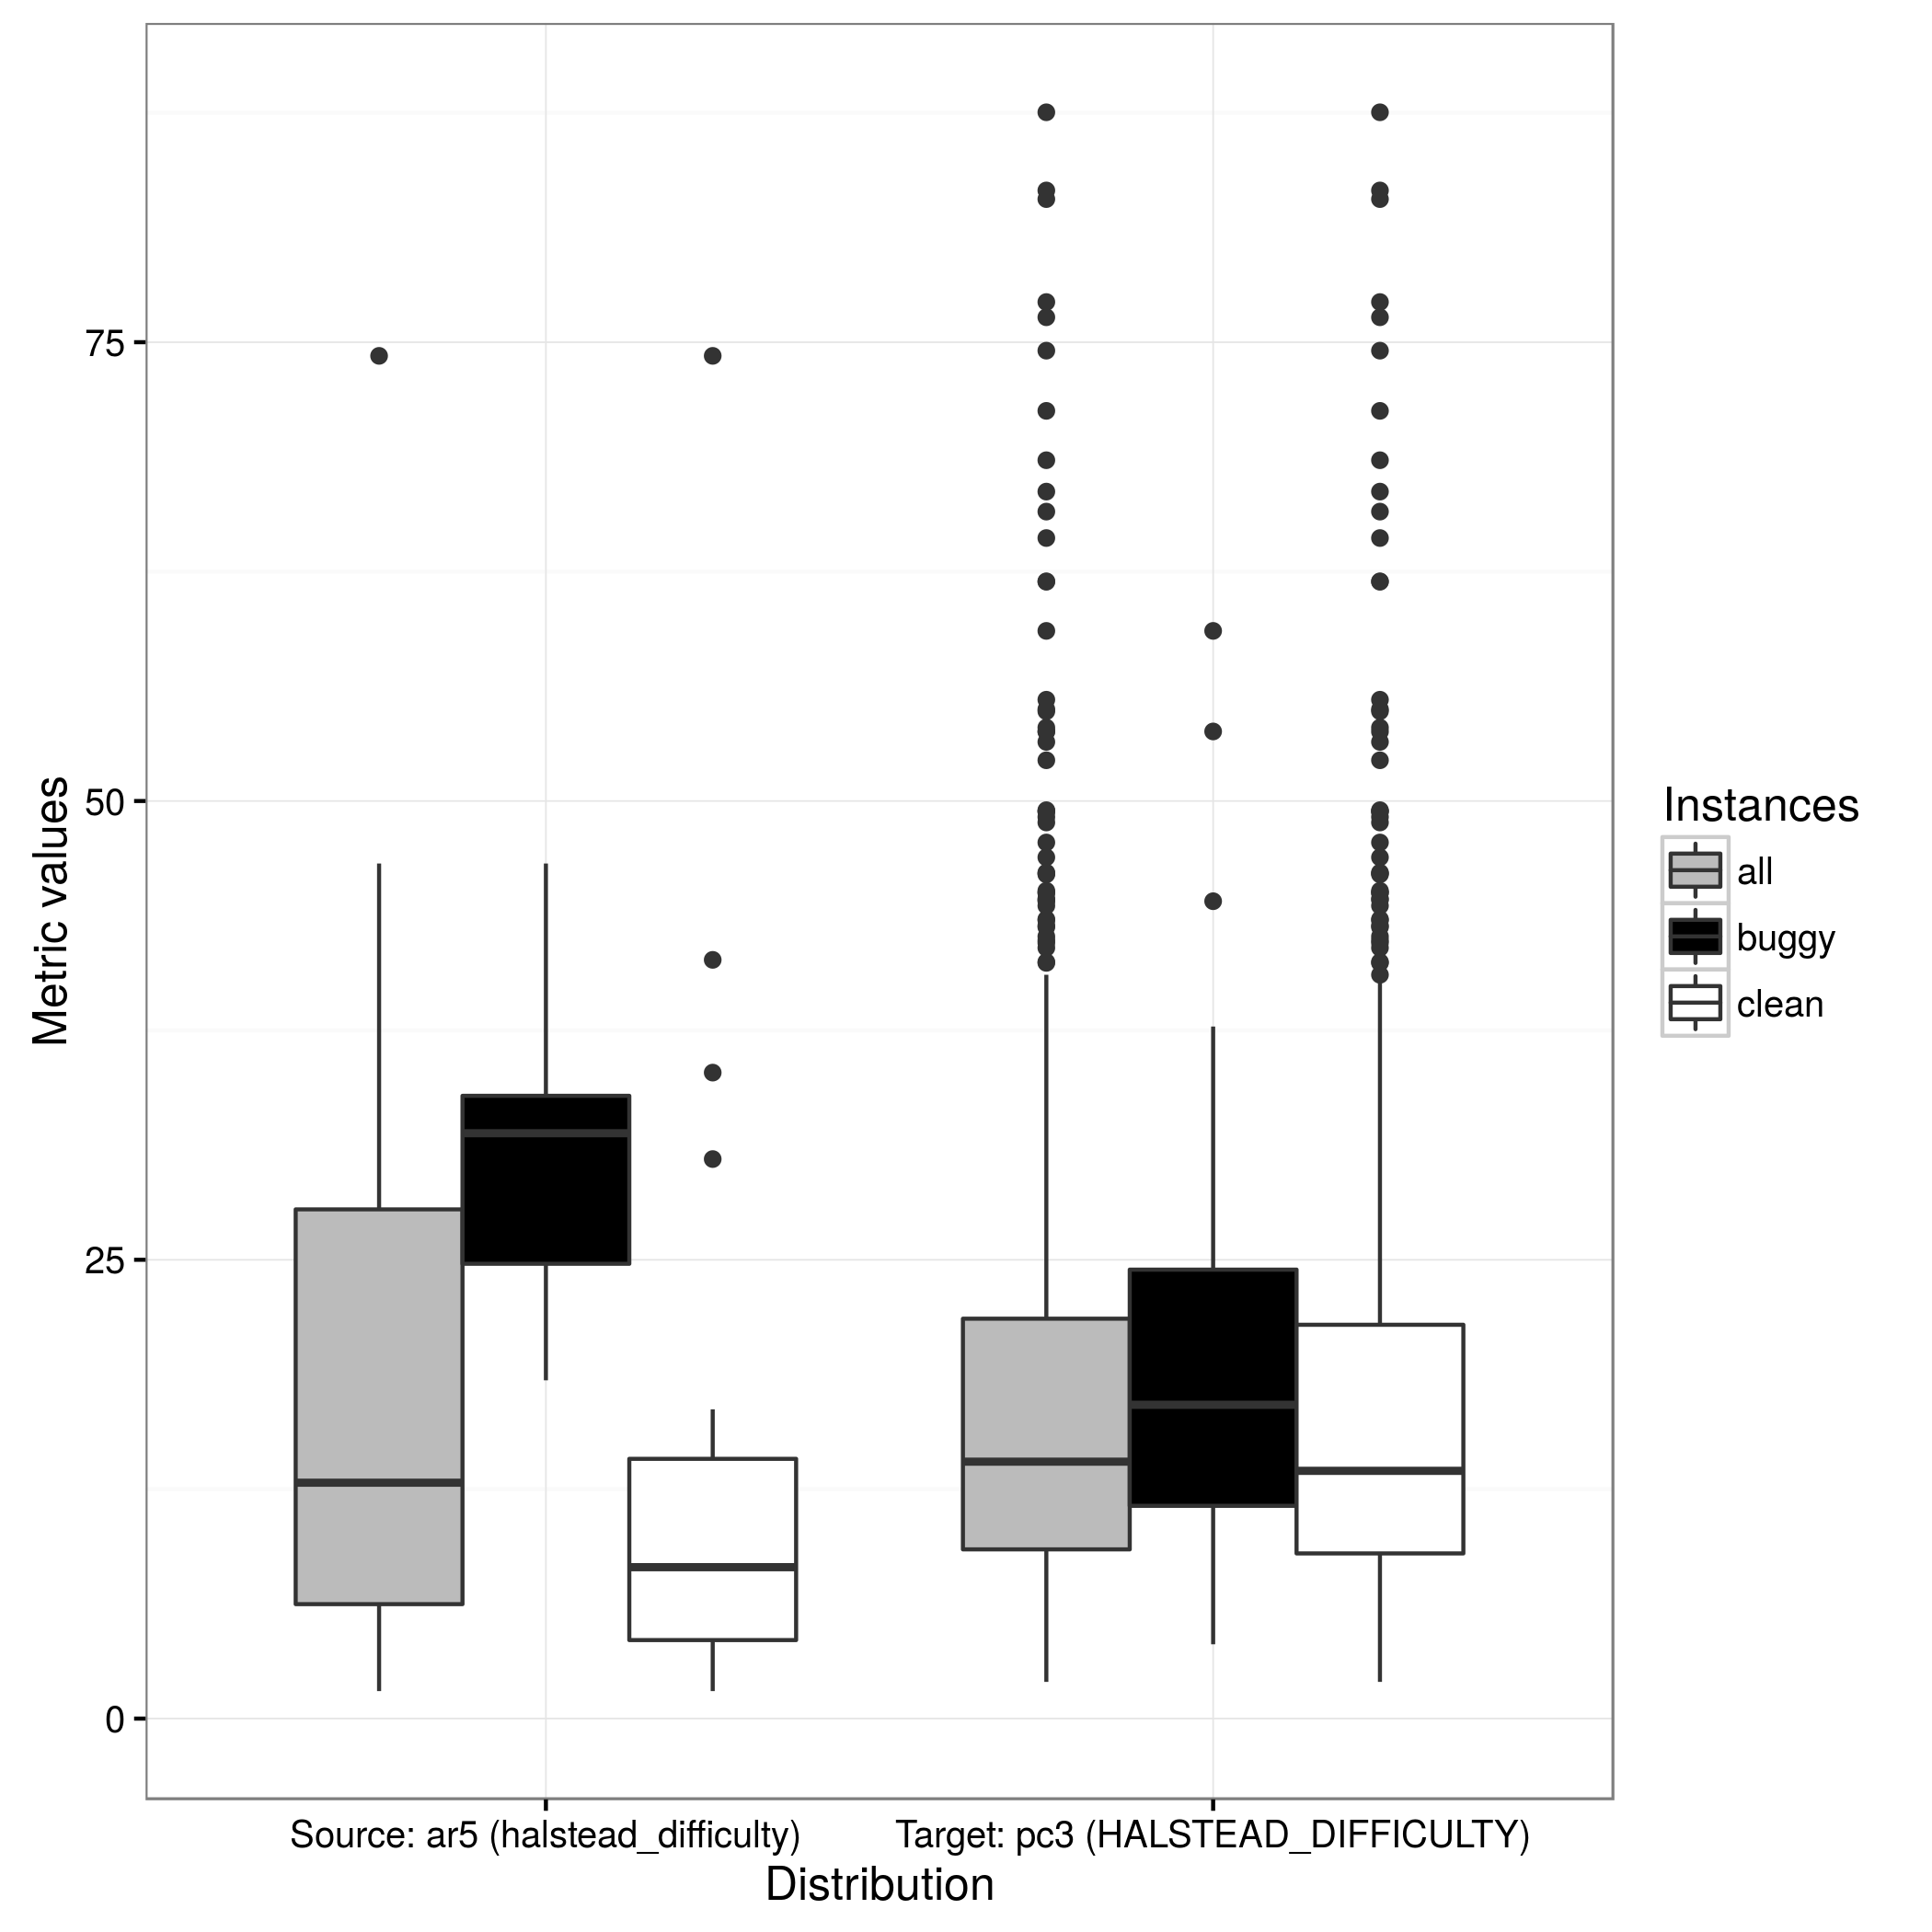 Metric values
75
50
25
0
Source: ar5 (halstead_difficulty)
Target: pc3 (HALSTEAD_DIFFICULTY)
Distribution
Instances
all
buggy
clean